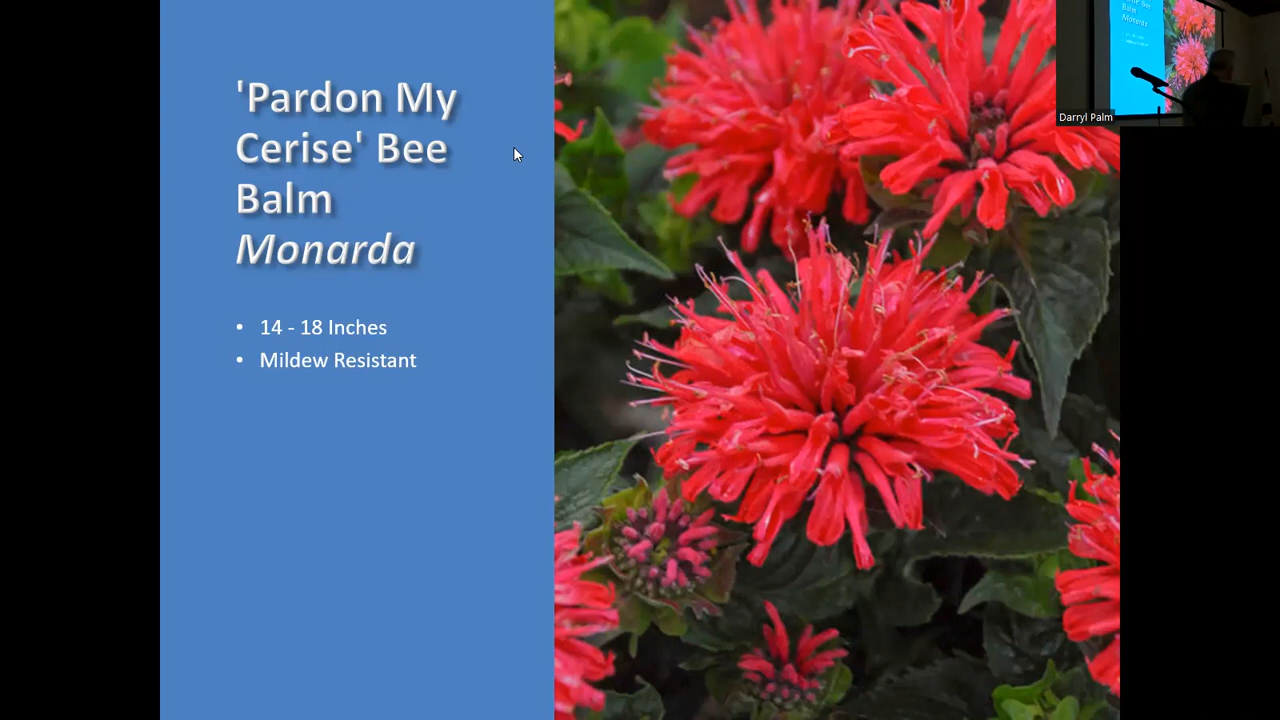 'Pardon My
Cerise' Bee
Balm
Monarda
• 14 - 18 Inches
• Mildew Resistant
Darryl Palm